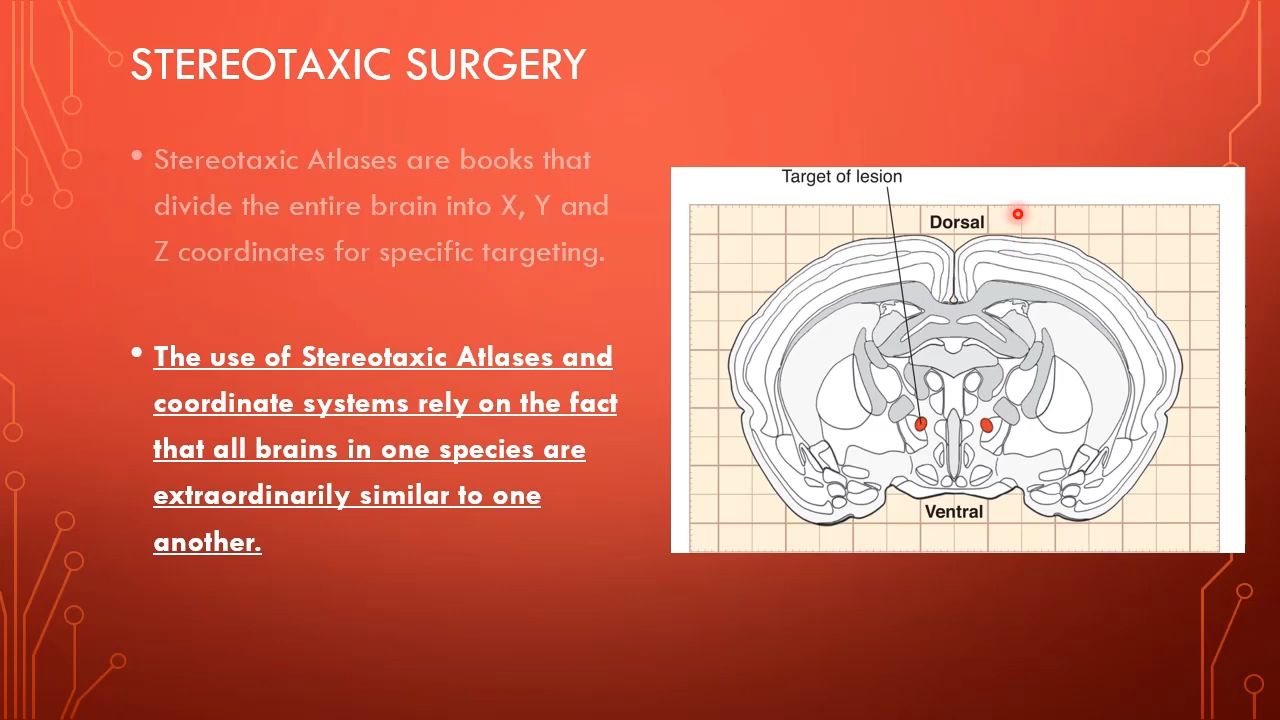 STEREOTAXIC SURGERY
• Stereotaxic Atlases are books that
divide the entire brain into X, Y and
Z coordinates for specific targeting.
• The use of Stereotaxic Atlases and
coordinate systems rely on the fact
that all brains in one species are
extraordinarily similar to one
another.
Target of lesion
Dorsal
Ventral